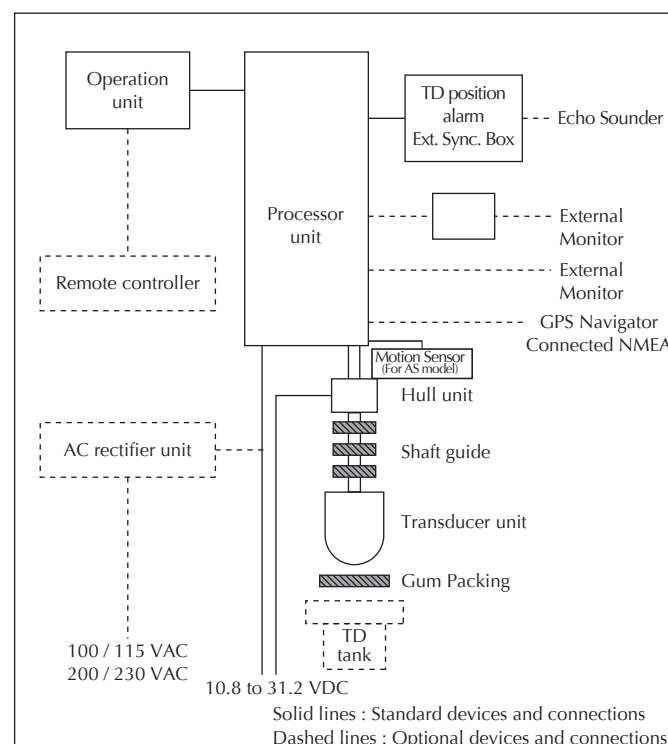 Operation
unit
TD position
alarm
Ext. Sync. Box
Echo Sounder
Processor
unit
External
Monitor
Remote controller
External
Monitor
GPS Navigator
Connected NMEA
Motion Sensor
(For AS model)
Hull unit
AC rectifier unit
Shaft guide
Transducer unit
Gum Packing
TD
tank
100 / 115 VAC
200 / 230 VAC
10.8 to 31.2 VDC
Solid lines : Standard devices and connections
Dashed lines : Optional devices and connections